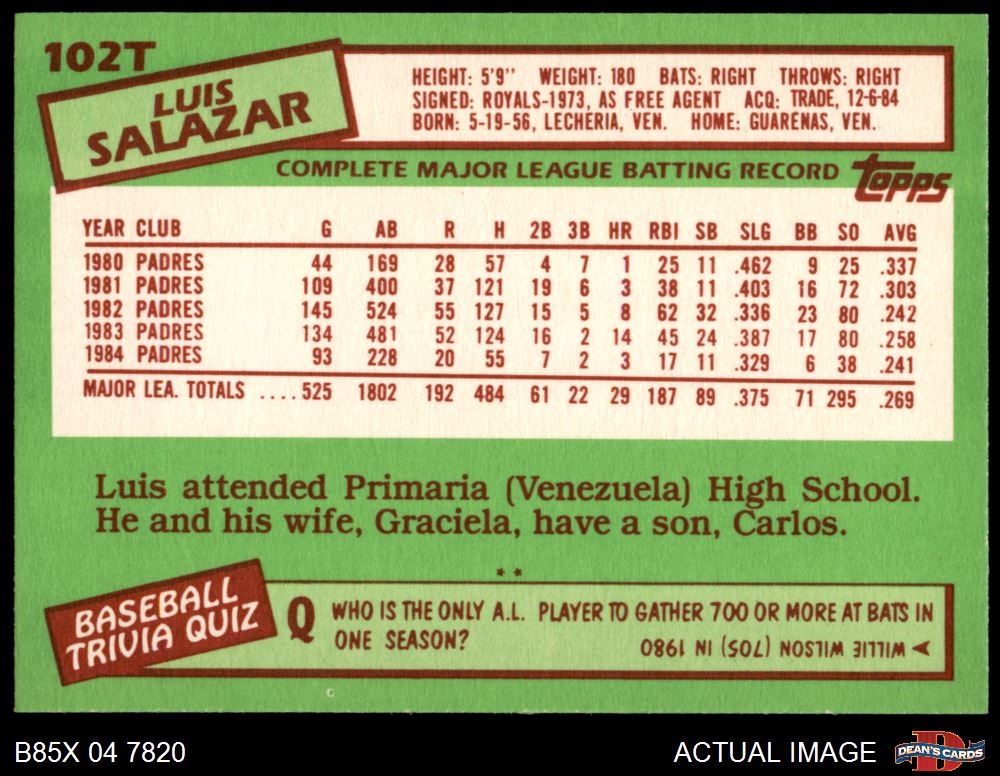 102T
LUIS
SALAZAR
HEIGHT: 5'9" WEIGHT: 180 BATS: RIGHT THROWS: RIGHT
SIGNED: ROYALS-1973, AS FREE AGENT ACQ: TRADE, 12-6-84
BORN: 5-19-56, LECHERIA, VEN. HOME: GUARENAS, VEN.
COMPLETE MAJOR LEAGUE BATTING RECORD
TOPPS
YEAR CLUB G AB R H 2B 3B HR RBI SB SLG BB SO AVG
1980 PADRES 44 169 28 57 4 7 1 25 11 .462 9 25 .337
1981 PADRES 109 400 37 121 19 6 3 38 11 .403 16 72 .303
1982 PADRES 145 524 55 127 15 5 8 62 32 .336 23 80 .242
1983 PADRES 134 481 52 124 16 2 14 45 24 .387 17 80 .258
1984 PADRES 93 228 20 55 7 2 3 17 11 .329 6 38 .241
MAJOR LEA. TOTALS .... 525 1802 192 484 61 22 29 187 89 .375 71 295 .269
Luis attended Primaria (Venezuela) High School.
He and his wife, Graciela, have a son, Carlos.
**
BASEBALL
TRIVIA QUIZ
Q WHO IS THE ONLY A.L. PLAYER TO GATHER 700 OR MORE AT BATS IN
ONE SEASON?
WILLIE WILSON (705) IN 1980
C
B85X 04 7820
ACTUAL IMAGE
D
DEAN'S CARDS